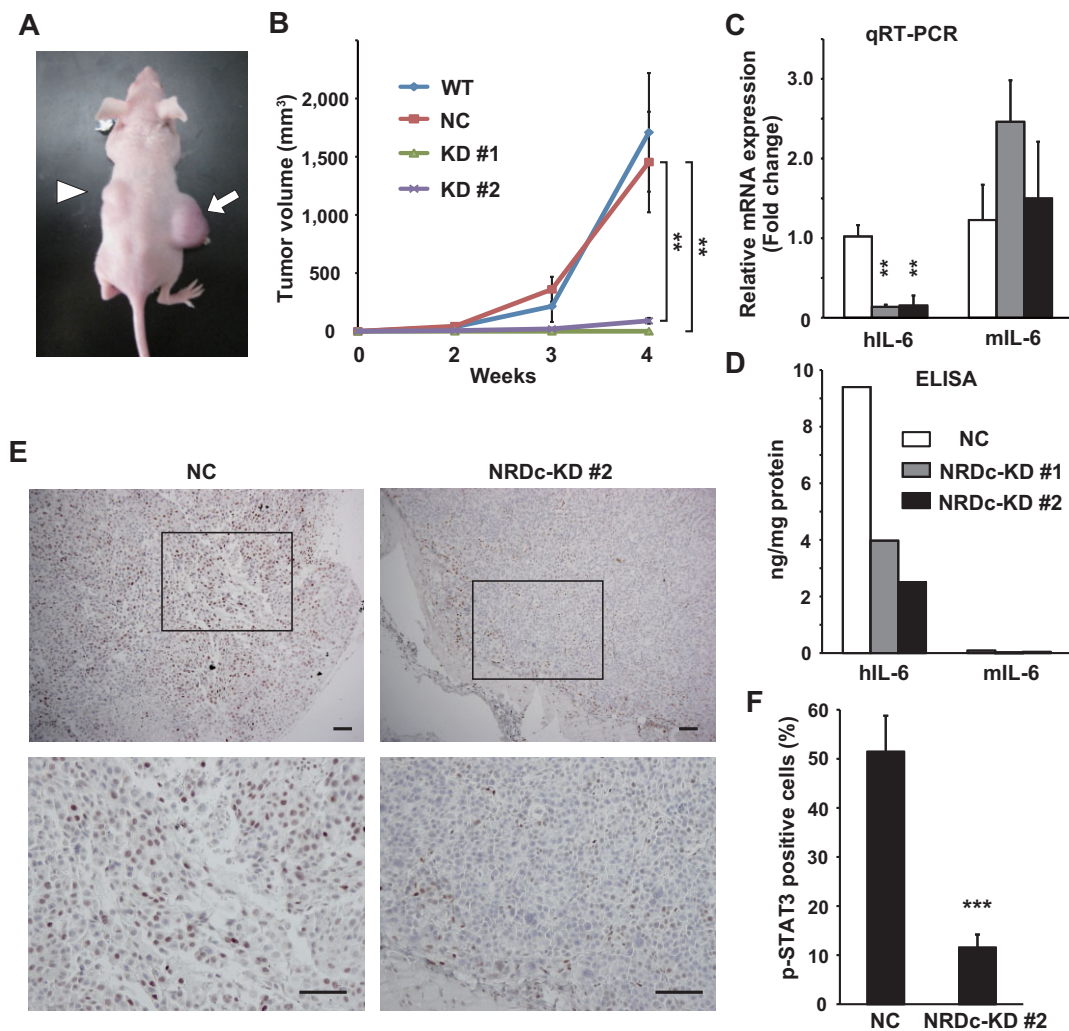 A
B
Tumor volume (mm³)
2,000
1,500
1,000
500
0
0
2
3
4
Weeks
WT
NC
KD #1
KD #2
**
**
C
qRT-PCR
Relative mRNA expression
(Fold change)
3.0
2.0
1.0
0
**
**
hIL-6
mIL-6
D
ELISA
ng/mg protein
10
8
6
4
2
0
NC
NRDc-KD #1
NRDc-KD #2
hIL-6
mIL-6
E
NC
NRDc-KD #2
F
p-STAT3 positive cells (%)
60
50
40
30
20
10
0
***
NC
NRDc-KD #2